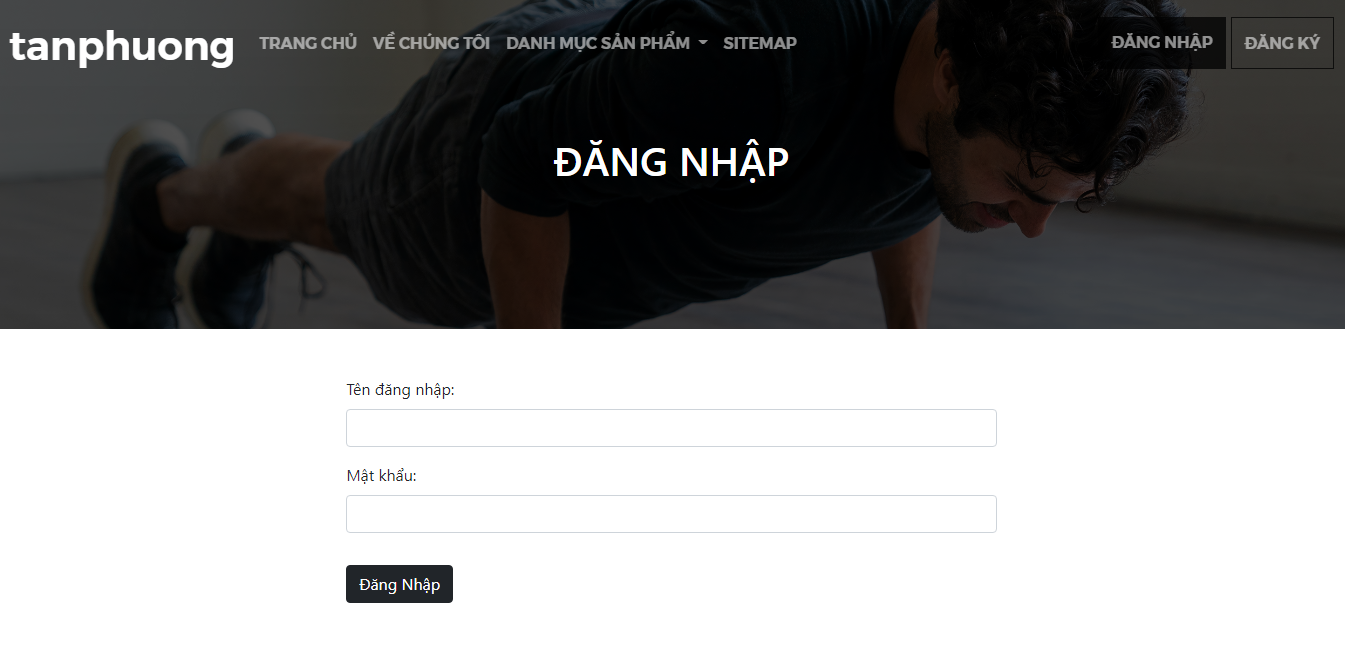 tanphuong TRANG CHỦ VỀ CHÚNG TÔI DANH MỤC SẢN PHẨM SITEMAP ĐĂNG NHẬP ĐĂNG KÝ
ĐĂNG NHẬP
Tên đăng nhập:
Mật khẩu:
Đăng Nhập